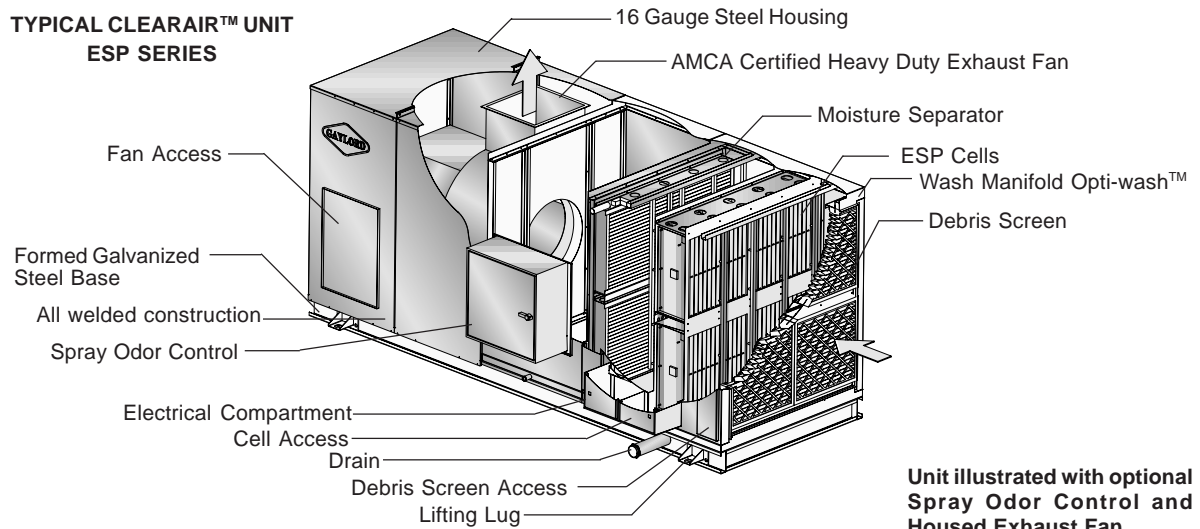 TYPICAL CLEARAIR™ UNIT
ESP SERIES
16 Gauge Steel Housing
AMCA Certified Heavy Duty Exhaust Fan
Moisture Separator
ESP Cells
Wash Manifold Opti-wash™
Debris Screen
GAYLORD
Fan Access
Formed Galvanized
Steel Base
All welded construction
Spray Odor Control
Electrical Compartment
Cell Access
Drain
Debris Screen Access
Lifting Lug
Unit illustrated with optional
Spray Odor Control and
Housed Exhaust Fan